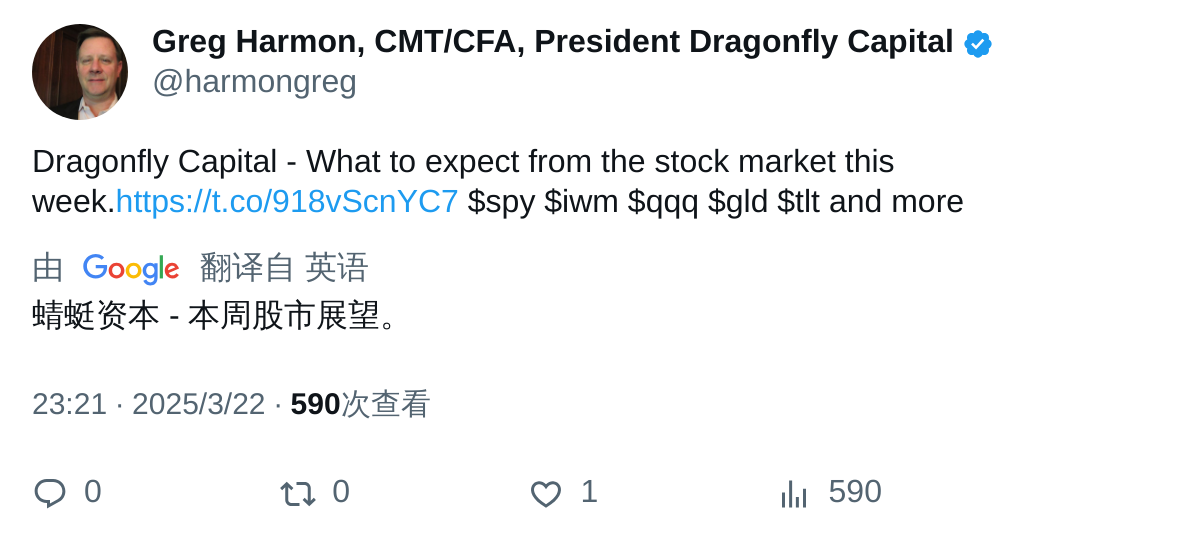 Greg Harmon, CMT/CFA, President Dragonfly Capital
@harmongreg
Dragonfly Capital - What to expect from the stock market this
week.https://t.co/918vScnYC7 $spy $iwm $qqq $gld $tlt and more
由 Google 翻译自 英语
蜻蜓资本 - 本周股市展望。
23:21 · 2025/3/22 · 590次查看
0 0 1 590